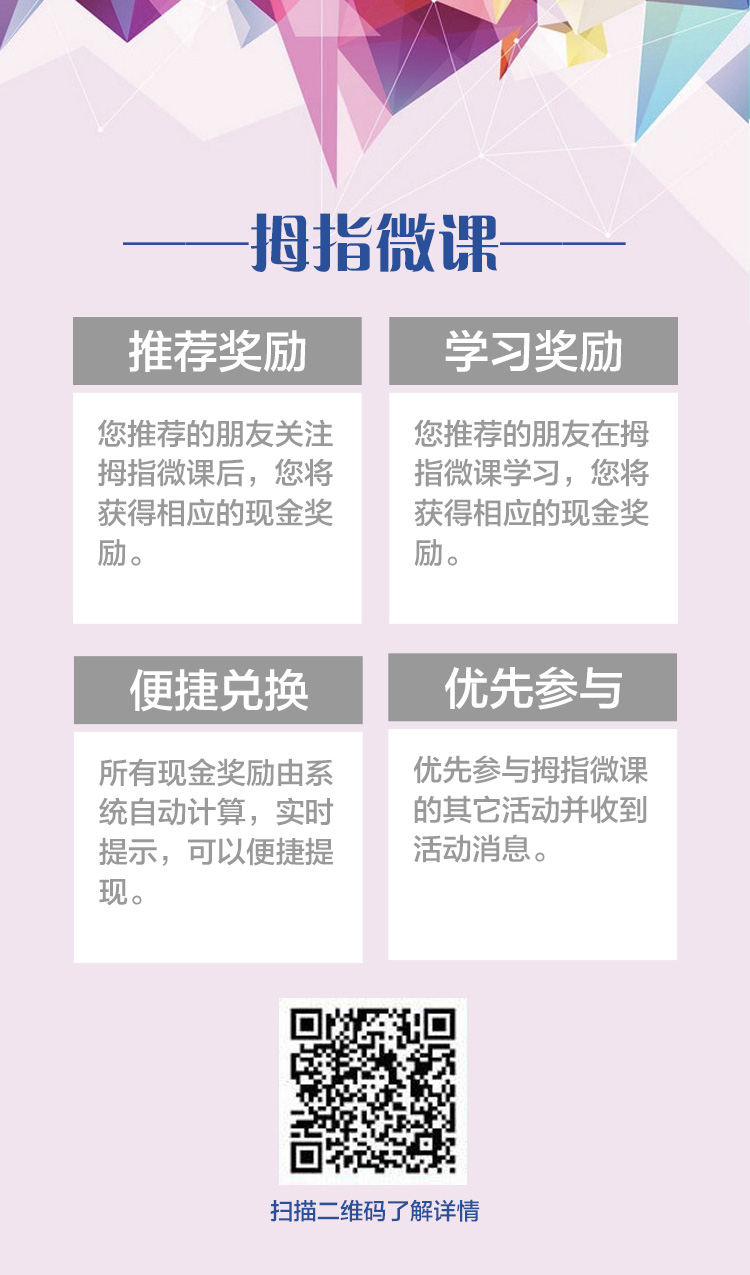 ——拇指微课——
推荐奖励
您推荐的朋友关注
拇指微课后，您将
获得相应的现金奖
励。
学习奖励
您推荐的朋友在拇
指微课学习，您将
获得相应的现金奖
励。
便捷兑换
所有现金奖励由系
统自动计算，实时
提示，可以便捷提
现。
优先参与
优先参与拇指微课
的其它活动并收到
活动消息。
扫描二维码了解详情